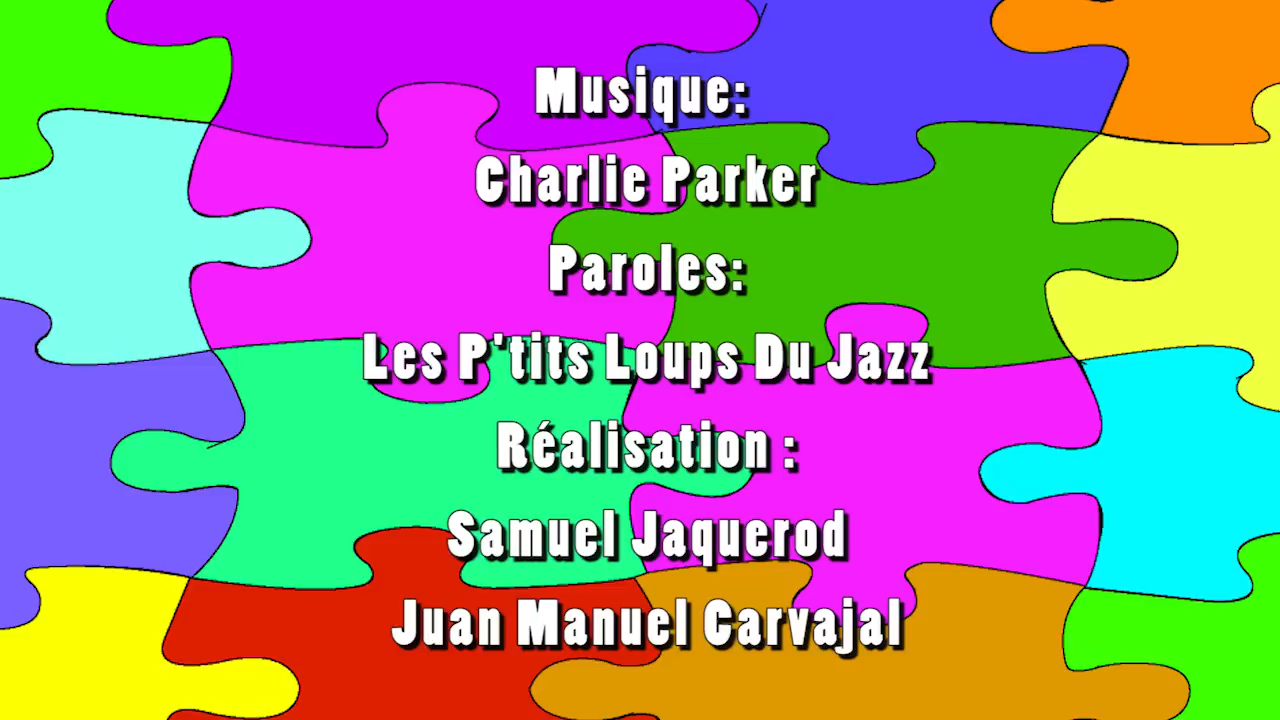 Musique:
Charlie Parker
Paroles:
Les P'tits Loups Du Jazz
Réalisation :
Samuel Jaquerod
Juan Manuel Carvajal